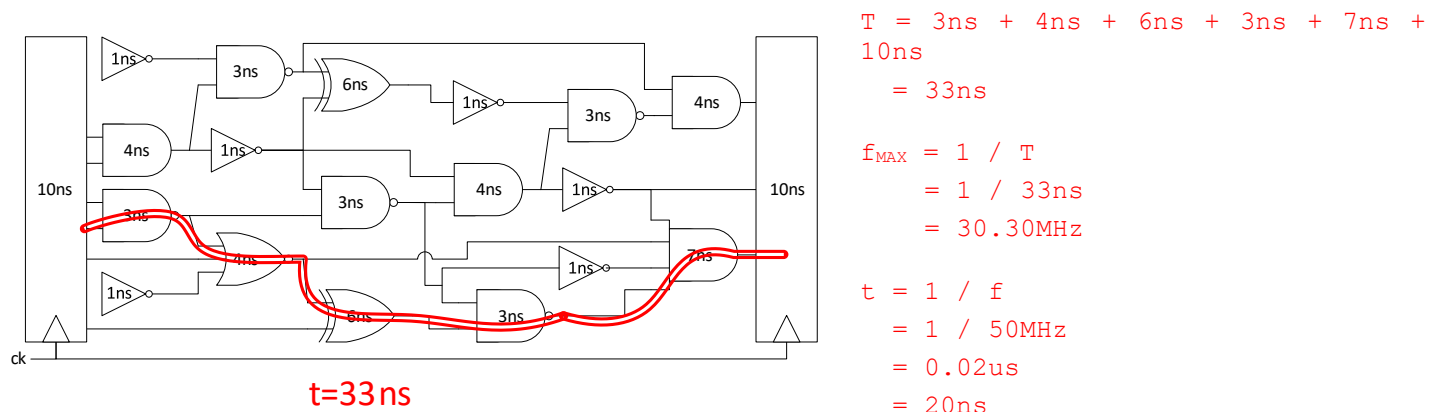 T = 3ns + 4ns + 6ns + 3ns + 7ns +
10ns
= 33ns
fMAX = 1 / T
= 1 / 33ns
= 30.30MHz
t = 1 / f
= 1 / 50MHz
= 0.02us
= 20ns
1ns
3ns
6ns
1ns
3ns
4ns
4ns
1ns
10ns
3ns
3ns
4ns
1ns
10ns
4ns
1ns
7ns
1ns
6ns
3ns
ck
t=33ns